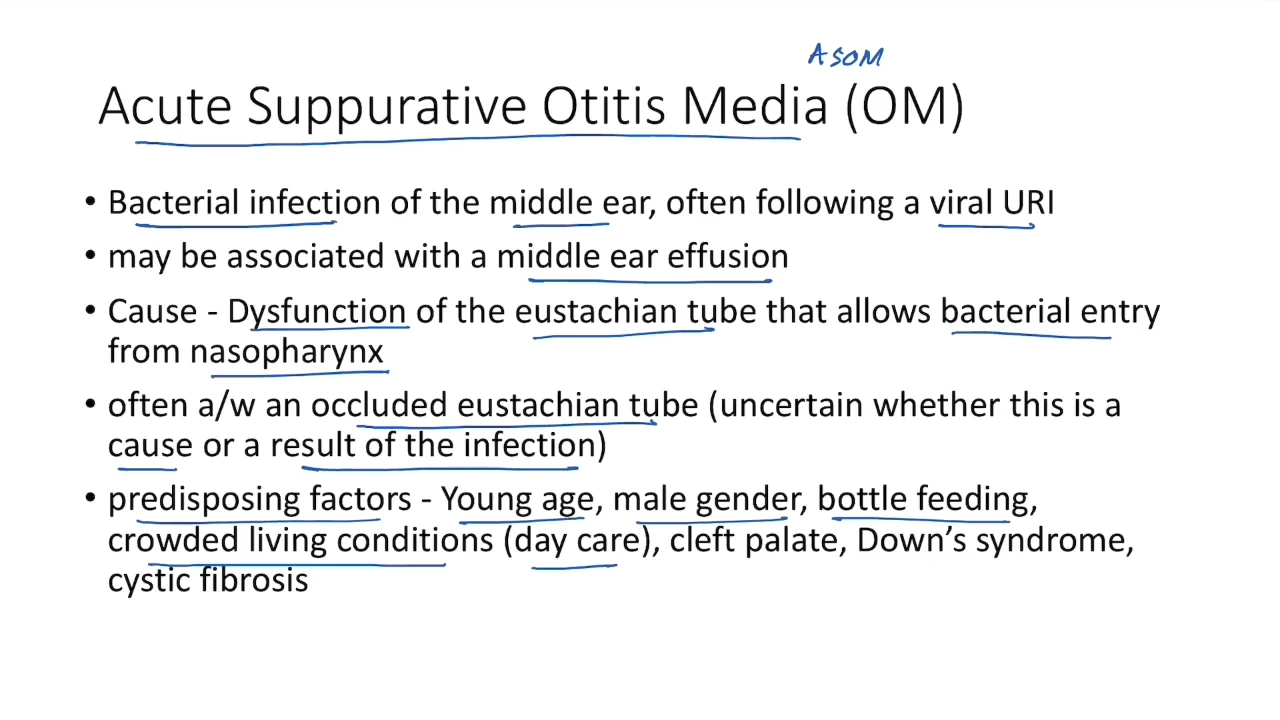 ASOM
Acute Suppurative Otitis Media (OM)
• Bacterial infection of the middle ear, often following a viral URI
• may be associated with a middle ear effusion
• Cause - Dysfunction of the eustachian tube that allows bacterial entry
from nasopharynx
• often a/w an occluded eustachian tube (uncertain whether this is a
cause or a result of the infection)
• predisposing factors - Young age, male gender, bottle feeding,
crowded living conditions (day care), cleft palate, Down’s syndrome,
cystic fibrosis